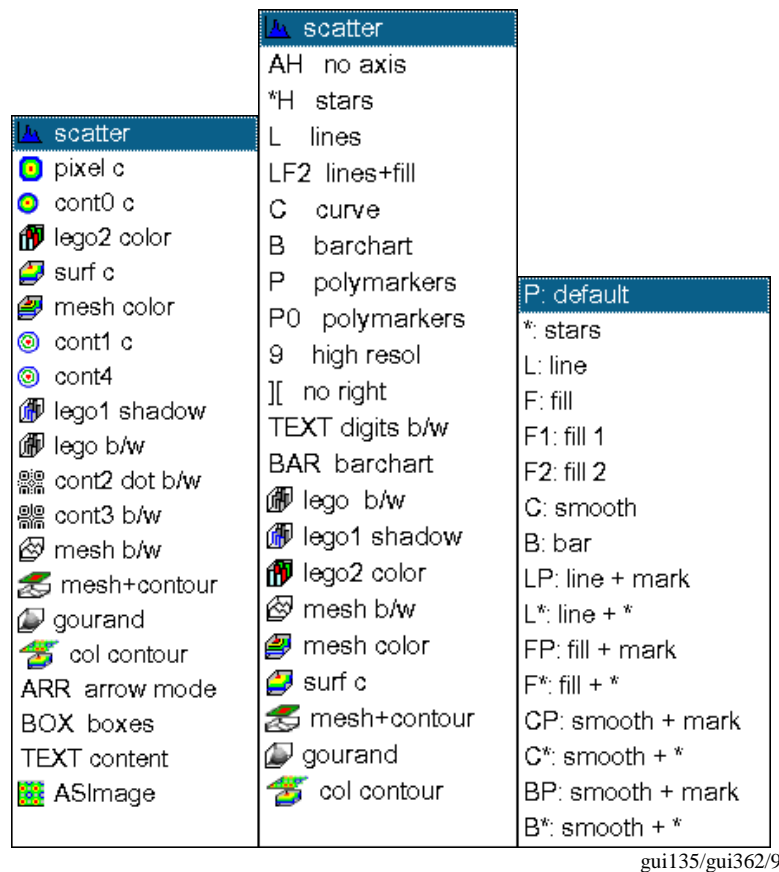 scatter
pixel c
cont0 c
lego2 color
surf c
mesh color
cont1 c
cont4
lego1 shadow
lego b/w
cont2 dot b/w
cont3 b/w
mesh b/w
mesh+contour
gourand
col contour
ARR arrow mode
BOX boxes
TEXT content
ASImage
scatter
AH no axis
*H stars
L lines
LF2 lines+fill
C curve
B barchart
P polymarkers
P0 polymarkers
9 high resol
][ no right
TEXT digits b/w
BAR barchart
lego b/w
lego1 shadow
lego2 color
mesh b/w
mesh color
surf c
mesh+contour
gourand
col contour
P: default
*: stars
L: line
F: fill
F1: fill 1
F2: fill 2
C: smooth
B: bar
LP: line + mark
L*: line + *
FP: fill + mark
F*: fill + *
CP: smooth + mark
C*: smooth + *
BP: smooth + mark
B*: smooth + *
gui135/gui362/9